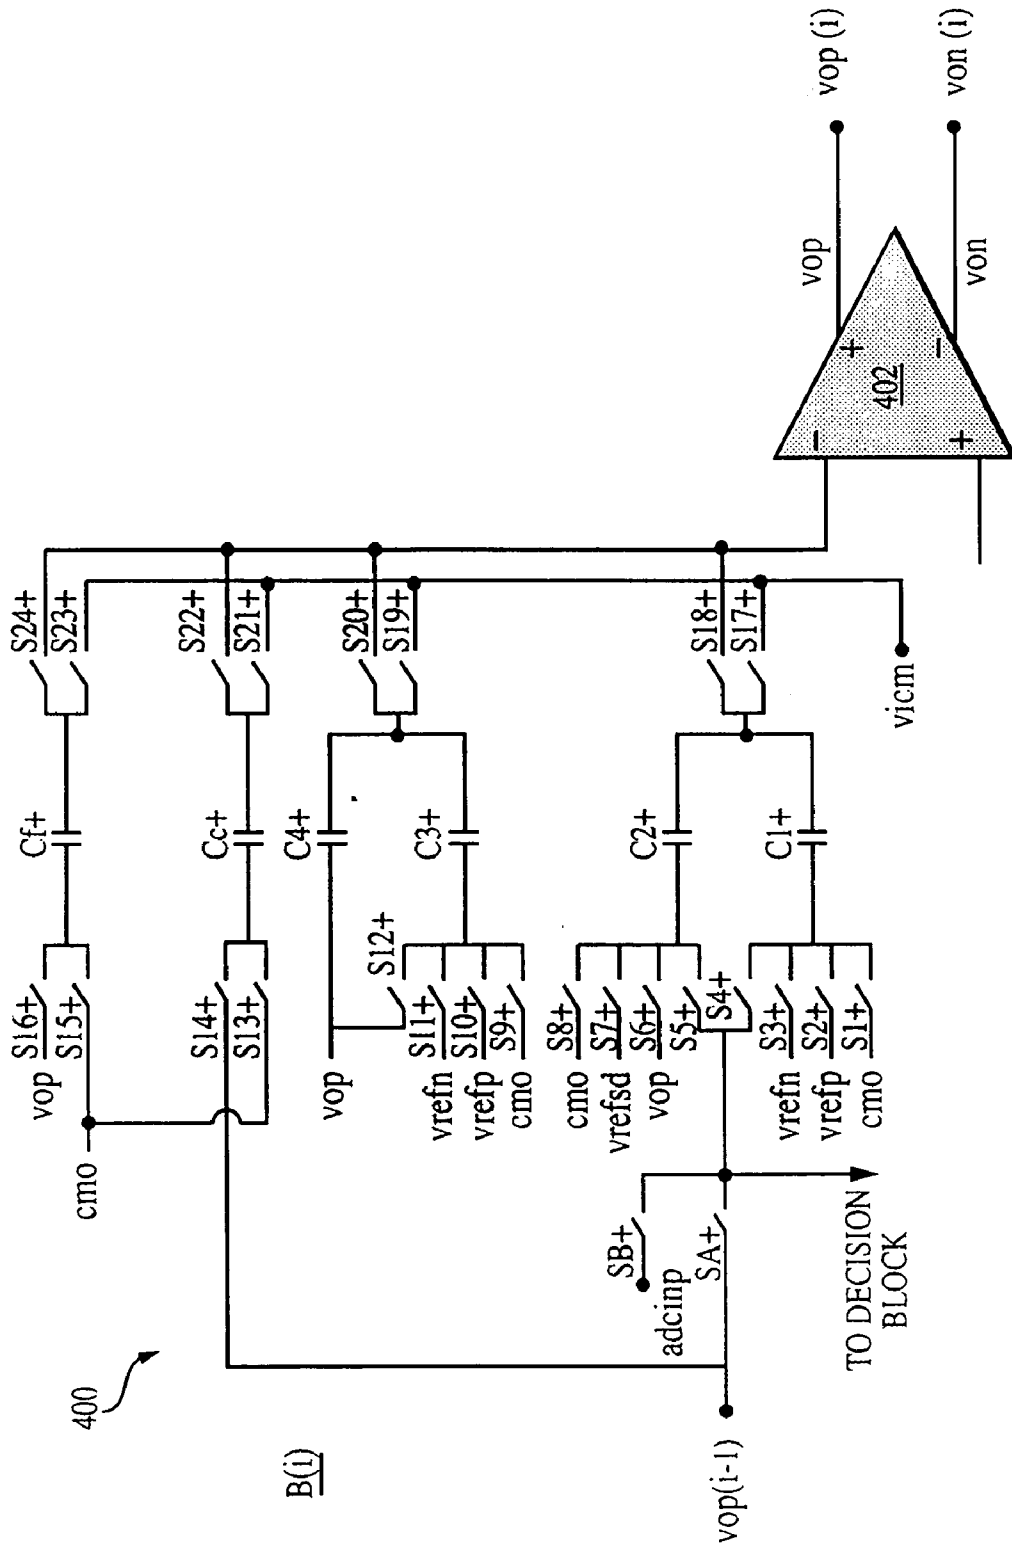 400
B(i)
vop(i-1)
cmo
vop
S16+
S15+
Cf+
S24+
S23+
S14+
S13+
Cc+
S22+
S21+
vop
S12+
C4+
S20+
S19+
vrefn
S11+
vrefp
S10+
cmo
S9+
C3+
cmo
S8+
vrefsd
S7+
vop
S6+
S5+
C2+
S18+
S17+
SB+
adcinp
SA+
S4+
vrefn
S3+
vrefp
S2+
cmo
S1+
C1+
TO DECISION
BLOCK
vicm
402
−
+
+
−
vop
von
vop (i)
von (i)